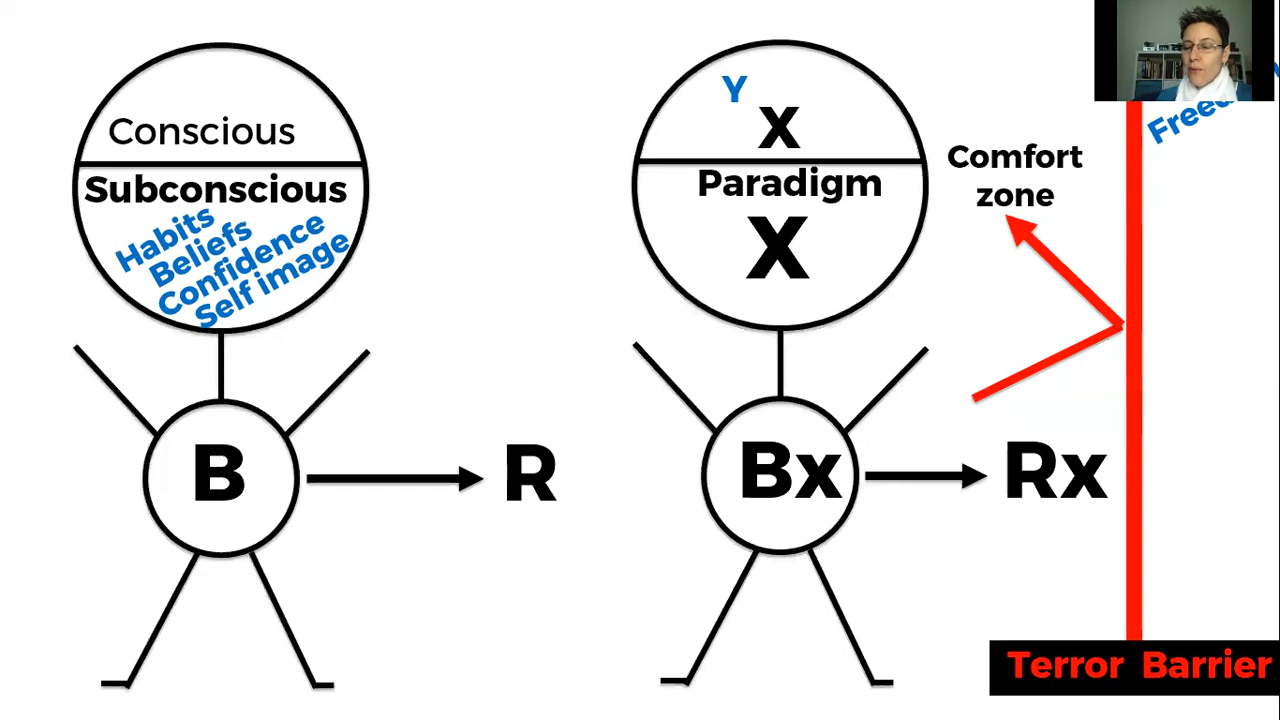 Conscious
Subconscious
Habits
Beliefs
Confidence
Self image
B
R
Y
X
Paradigm
X
Bx
Rx
Comfort
zone
Terror Barrier